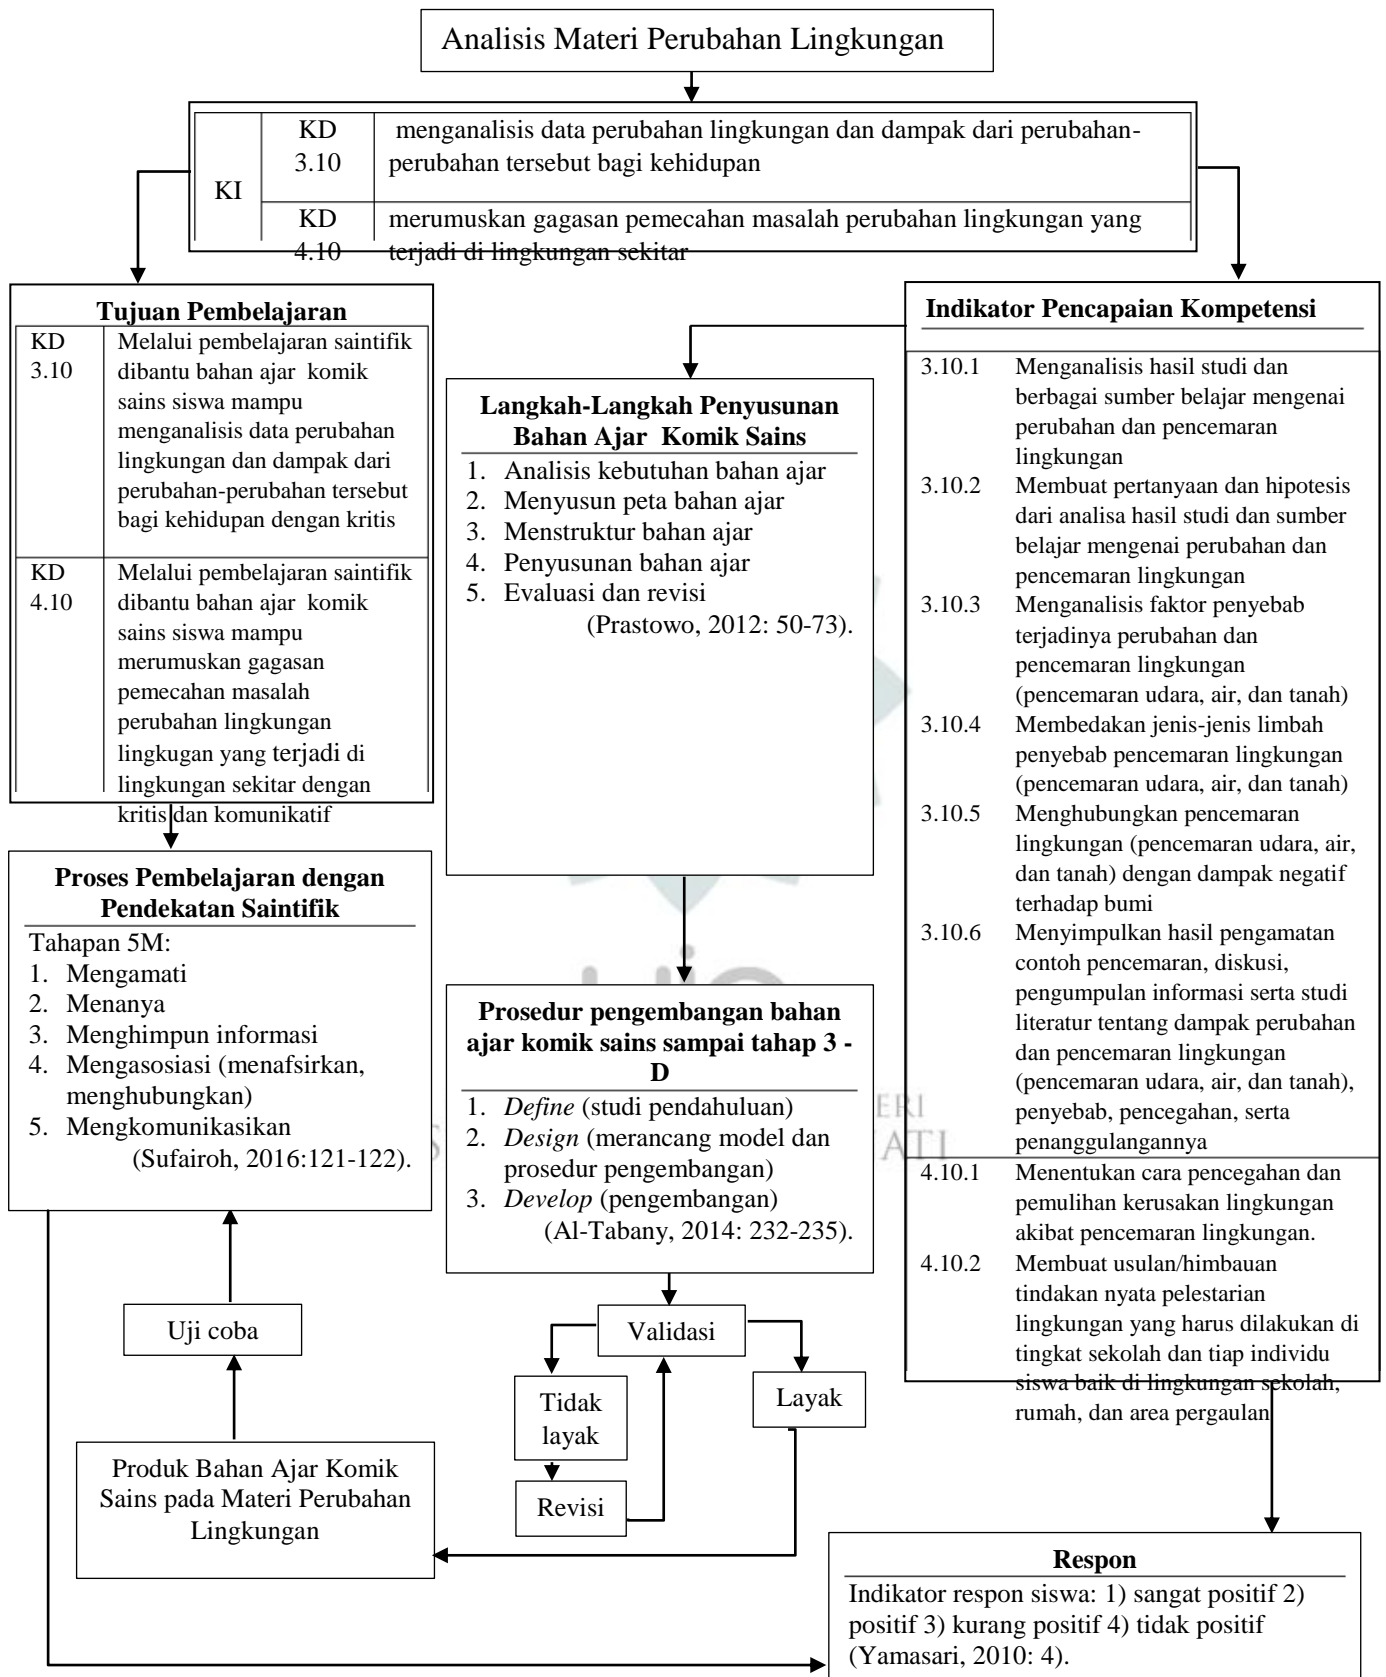 Analisis Materi Perubahan Lingkungan
KI
KD
3.10
menganalisis data perubahan lingkungan dan dampak dari perubahan-
perubahan tersebut bagi kehidupan
KD
4.10
merumuskan gagasan pemecahan masalah perubahan lingkungan yang
terjadi di lingkungan sekitar
Tujuan Pembelajaran
KD
3.10
Melalui pembelajaran saintifik
dibantu bahan ajar komik
sains siswa mampu
menganalisis data perubahan
lingkungan dan dampak dari
perubahan-perubahan tersebut
bagi kehidupan dengan kritis
KD
4.10
Melalui pembelajaran saintifik
dibantu bahan ajar komik
sains siswa mampu
merumuskan gagasan
pemecahan masalah
perubahan lingkungan
lingkugan yang terjadi di
lingkungan sekitar dengan
kritis dan komunikatif
Langkah-Langkah Penyusunan
Bahan Ajar Komik Sains
1. Analisis kebutuhan bahan ajar
2. Menyusun peta bahan ajar
3. Menstruktur bahan ajar
4. Penyusunan bahan ajar
5. Evaluasi dan revisi
(Prastowo, 2012: 50-73).
Indikator Pencapaian Kompetensi
3.10.1 Menganalisis hasil studi dan
berbagai sumber belajar mengenai
perubahan dan pencemaran
lingkungan
3.10.2 Membuat pertanyaan dan hipotesis
dari analisa hasil studi dan sumber
belajar mengenai perubahan dan
pencemaran lingkungan
3.10.3 Menganalisis faktor penyebab
terjadinya perubahan dan
pencemaran lingkungan
(pencemaran udara, air, dan tanah)
3.10.4 Membedakan jenis-jenis limbah
penyebab pencemaran lingkungan
(pencemaran udara, air, dan tanah)
3.10.5 Menghubungkan pencemaran
lingkungan (pencemaran udara, air,
dan tanah) dengan dampak negatif
terhadap bumi
3.10.6 Menyimpulkan hasil pengamatan
contoh pencemaran, diskusi,
pengumpulan informasi serta studi
literatur tentang dampak perubahan
dan pencemaran lingkungan
(pencemaran udara, air, dan tanah),
penyebab, pencegahan, serta
penanggulangannya
4.10.1 Menentukan cara pencegahan dan
pemulihan kerusakan lingkungan
akibat pencemaran lingkungan.
4.10.2 Membuat usulan/himbauan
tindakan nyata pelestarian
lingkungan yang harus dilakukan di
tingkat sekolah dan tiap individu
siswa baik di lingkungan sekolah,
rumah, dan area pergaulan
Proses Pembelajaran dengan
Pendekatan Saintifik
Tahapan 5M:
1. Mengamati
2. Menanya
3. Menghimpun informasi
4. Mengasosiasi (menafsirkan,
menghubungkan)
5. Mengkomunikasikan
(Sufairoh, 2016:121-122).
Prosedur pengembangan bahan
ajar komik sains sampai tahap 3 -
D
1. Define (studi pendahuluan)
2. Design (merancang model dan
prosedur pengembangan)
3. Develop (pengembangan)
(Al-Tabany, 2014: 232-235).
ERI
ATI
Uji coba
Validasi
Tidak
layak
Layak
Revisi
Produk Bahan Ajar Komik
Sains pada Materi Perubahan
Lingkungan
Respon
Indikator respon siswa: 1) sangat positif 2)
positif 3) kurang positif 4) tidak positif
(Yamasari, 2010: 4).